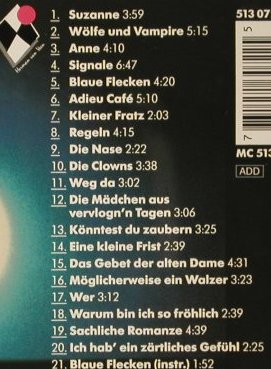 513 07
5
7
MC 513
ADD
1. Suzanne 3:59
2. Wölfe und Vampire 5:15
3. Anne 4:10
4. Signale 6:47
5. Blaue Flecken 4:20
6. Adieu Café 5:10
7. Kleiner Fratz 2:03
8. Regeln 4:15
9. Die Nase 2:22
10. Die Clowns 3:38
11. Weg da 3:02
12. Die Mädchen aus
vervlogn'n Tagen 3:06
13. Könntest du zaubern 3:25
14. Eine kleine Frist 2:39
15. Das Gebet der alten Dame 4:31
16. Möglicherweise ein Walzer 3:23
17. Wer 3:12
18. Warum bin ich so fröhlich 2:39
19. Sachliche Romanze 4:39
20. Ich hab' ein zärtliches Gefühl 2:25
21. Blaue Flecken (instr.) 1:52